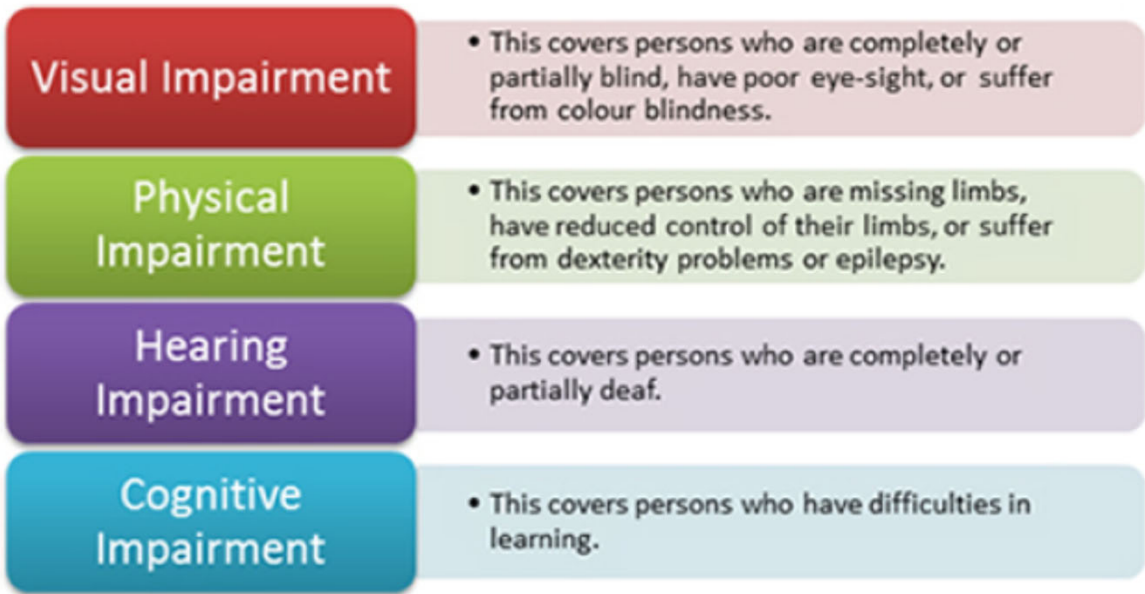 Visual Impairment
• This covers persons who are completely or
partially blind, have poor eye-sight, or suffer
from colour blindness.
Physical
Impairment
• This covers persons who are missing limbs,
have reduced control of their limbs, or suffer
from dexterity problems or epilepsy.
Hearing
Impairment
• This covers persons who are completely or
partially deaf.
Cognitive
Impairment
• This covers persons who have difficulties in
learning.